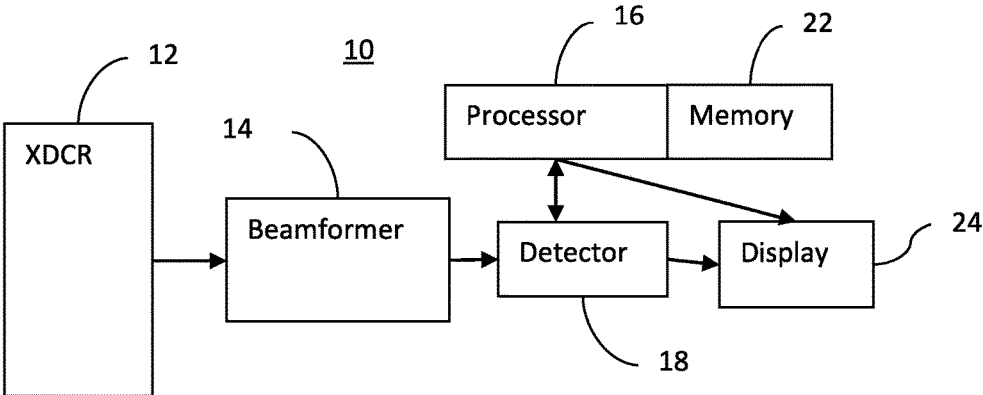 16
22
12
10
Processor
Memory
14
XDCR
Beamformer
24
Detector
Display
18